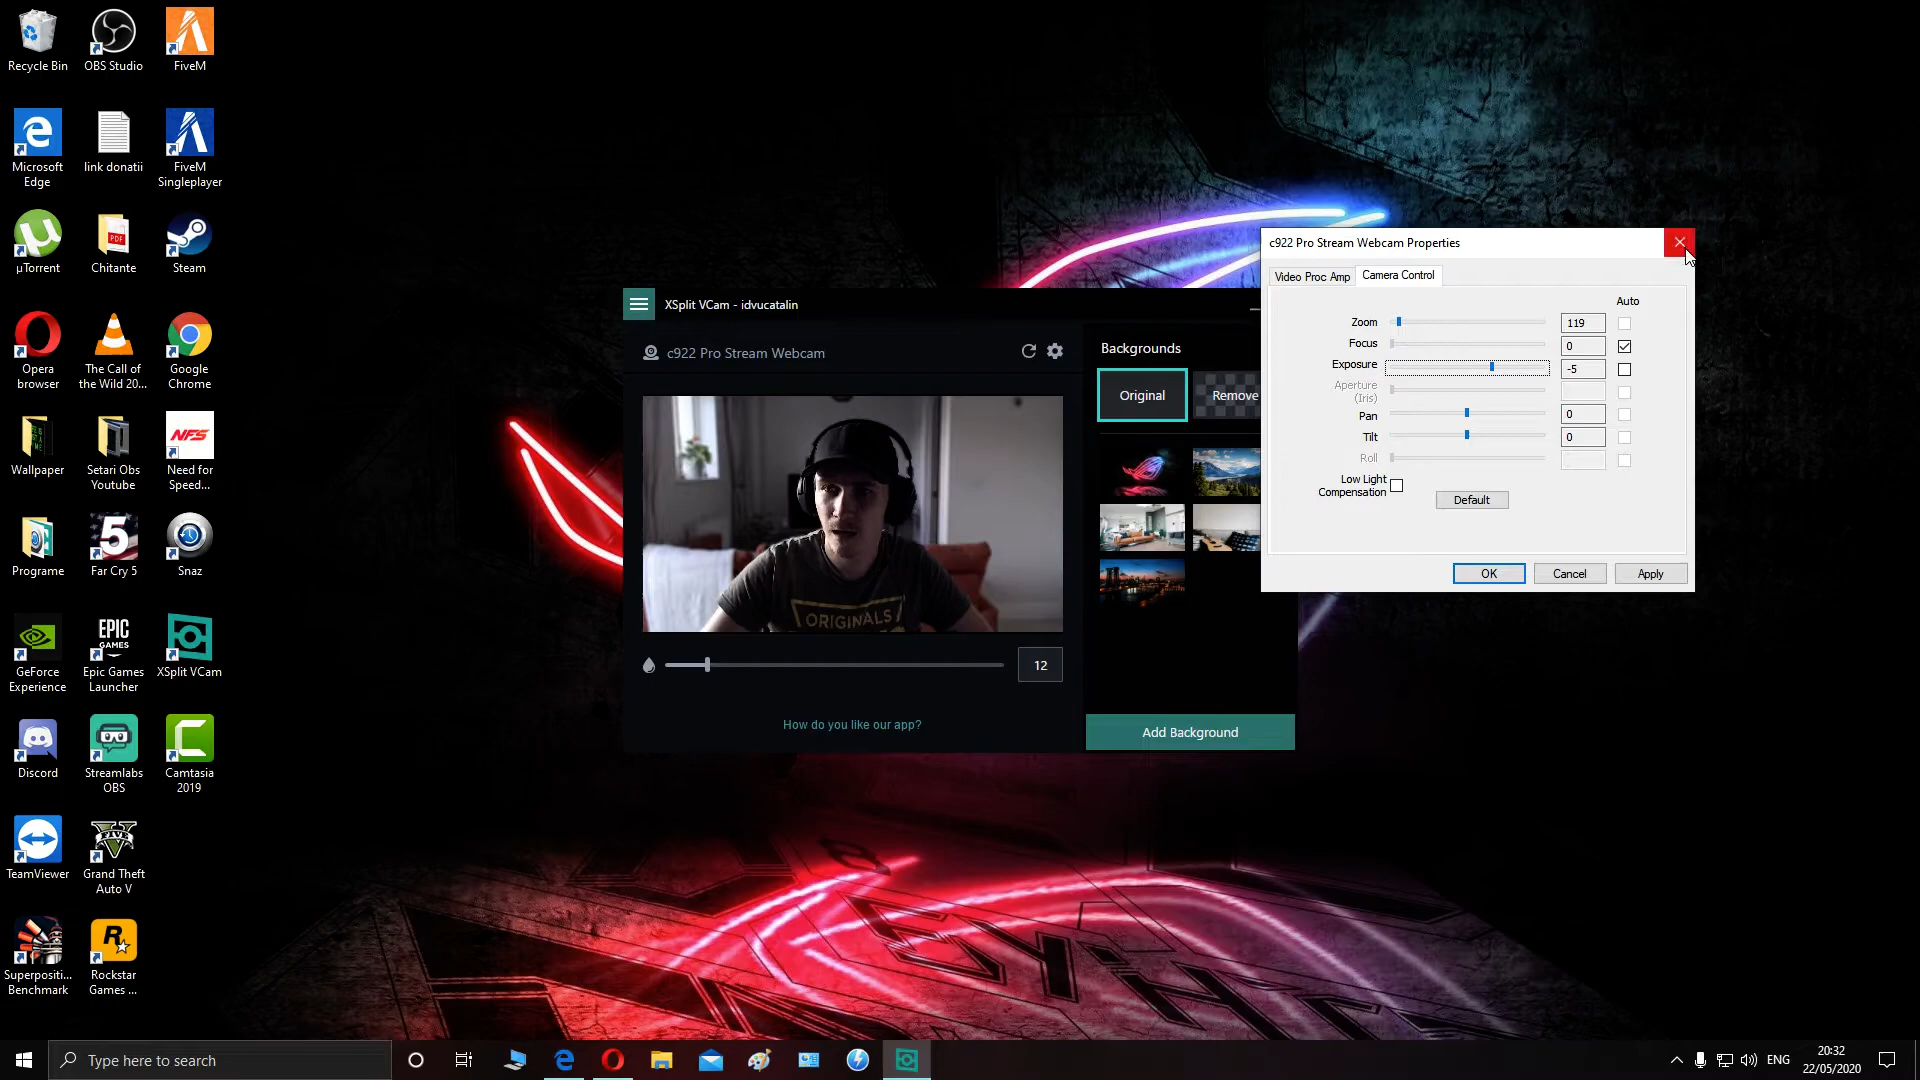 Recycle Bin
OBS Studio
FiveM
Microsoft
Edge
link donatii
FiveM
Singleplayer
µTorrent
Chitante
Steam
Opera
browser
The Call of
the Wild 20...
Google
Chrome
Wallpaper
Setari Obs
Youtube
Need for
Speed...
Programe
Far Cry 5
Snaz
GeForce
Experience
EPIC
GAMES
Epic Games
Launcher
XSplit VCam
Discord
Streamlabs
OBS
Camtasia
2019
TeamViewer
Grand Theft
Auto V
Superpositi...
Benchmark
Rockstar
Games ...
XSplit VCam - idvucatalin
c922 Pro Stream Webcam
ORIGINALS
12
How do you like our app?
Backgrounds
Original
Remove
Add Background
c922 Pro Stream Webcam Properties
Video Proc Amp
Camera Control
Auto
Zoom
119
Focus
0
Exposure
-5
Aperture
(Iris)
Pan
0
Tilt
0
Roll
Low Light
Compensation
Default
OK
Cancel
Apply
Type here to search
ENG
20:32
22/05/2020